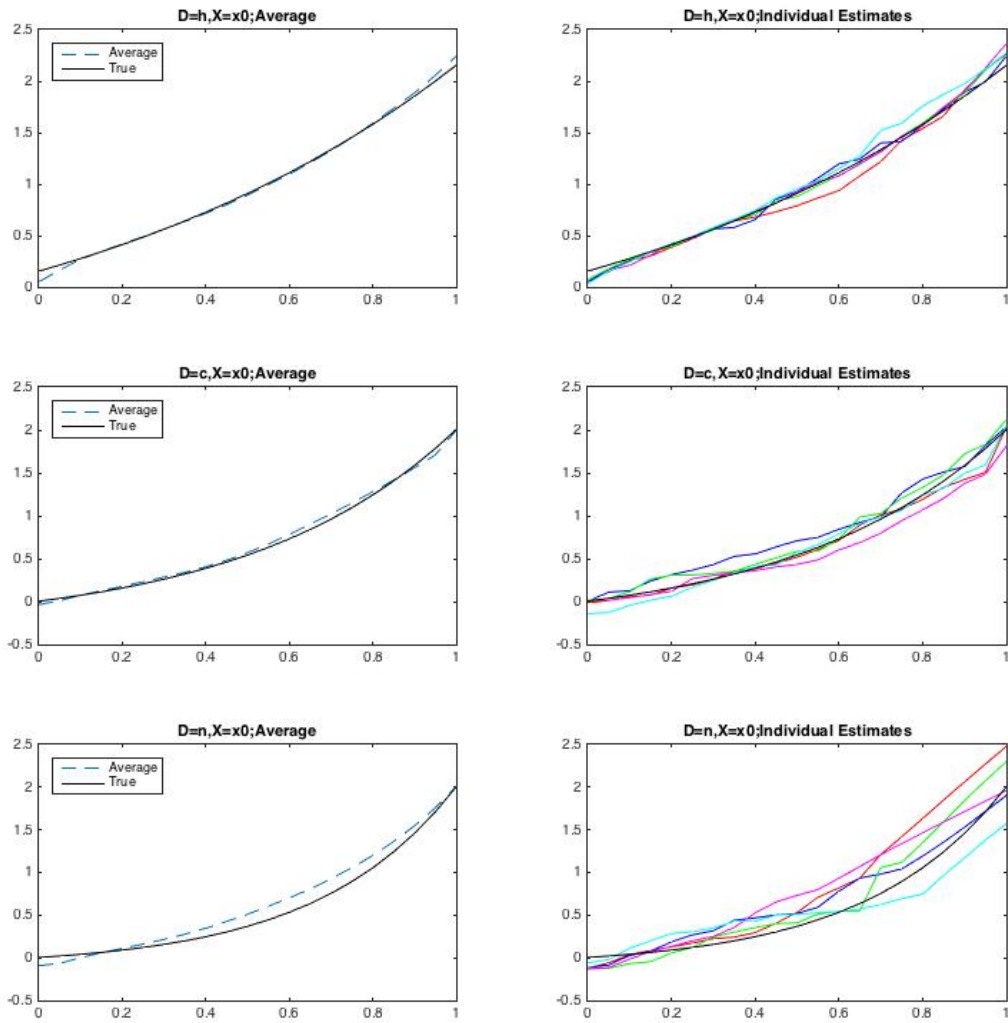 D=h,X=x0;Average
2.5
2
1.5
1
0.5
0
0 0.2 0.4 0.6 0.8 1
Average
True
D=h,X=x0;Individual Estimates
2.5
2
1.5
1
0.5
0
0 0.2 0.4 0.6 0.8 1
D=c,X=x0;Average
2.5
2
1.5
1
0.5
0
-0.5
0 0.2 0.4 0.6 0.8 1
Average
True
D=c,X=x0;Individual Estimates
2.5
2
1.5
1
0.5
0
-0.5
0 0.2 0.4 0.6 0.8 1
D=n,X=x0;Average
2.5
2
1.5
1
0.5
0
-0.5
0 0.2 0.4 0.6 0.8 1
Average
True
D=n,X=x0;Individual Estimates
2.5
2
1.5
1
0.5
0
-0.5
0 0.2 0.4 0.6 0.8 1